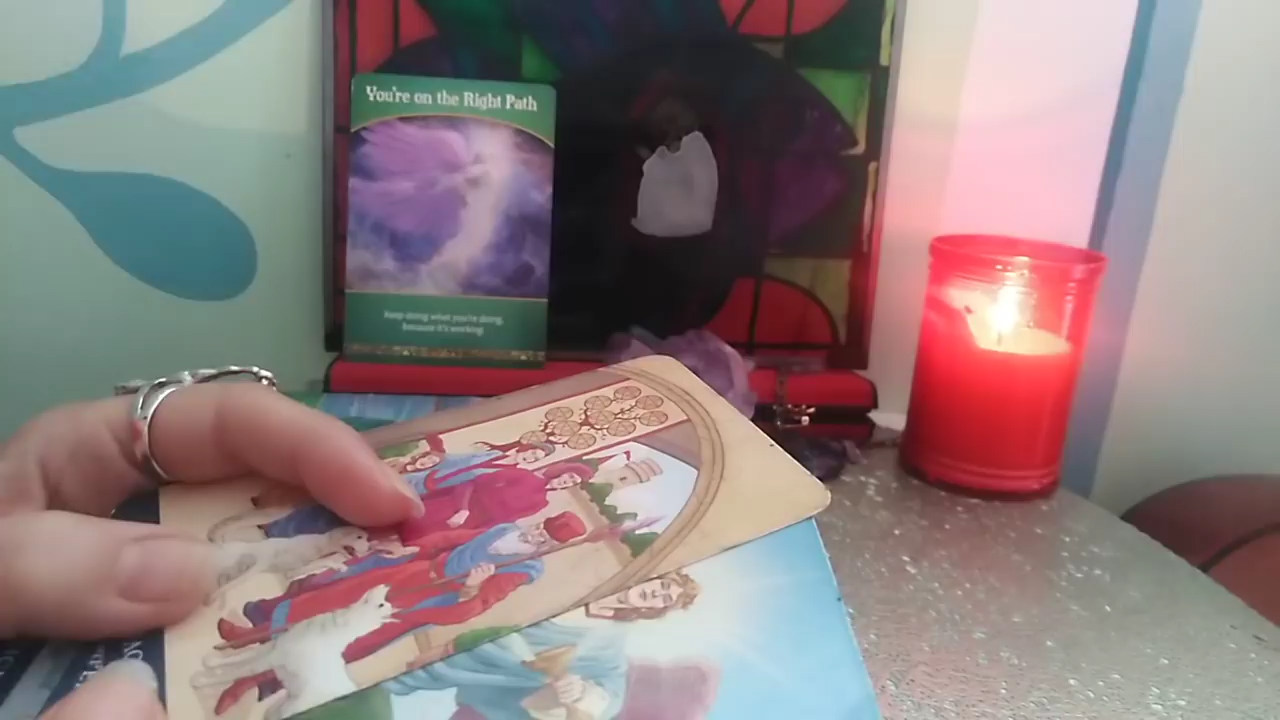 You're on the Right Path
Keep doing what you're doing,
because it's working.